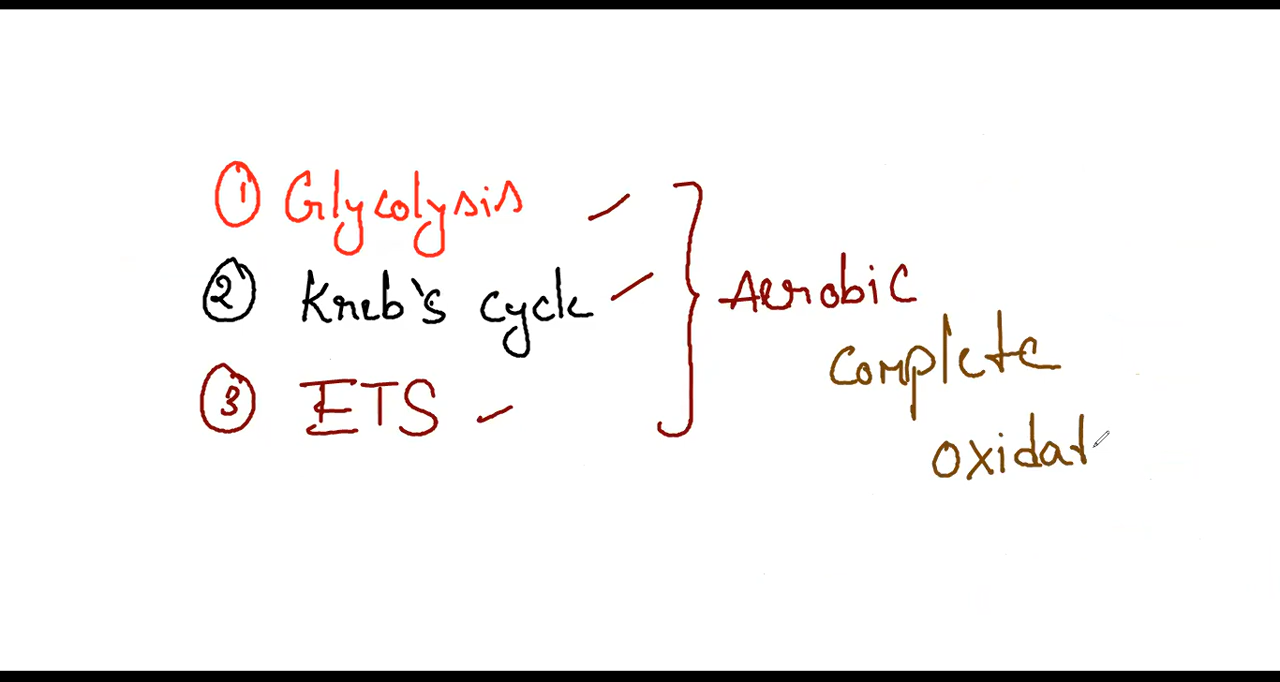 ① Glycolysis
② Kreb's cycle
③ ETS
Aerobic
complete
oxidat